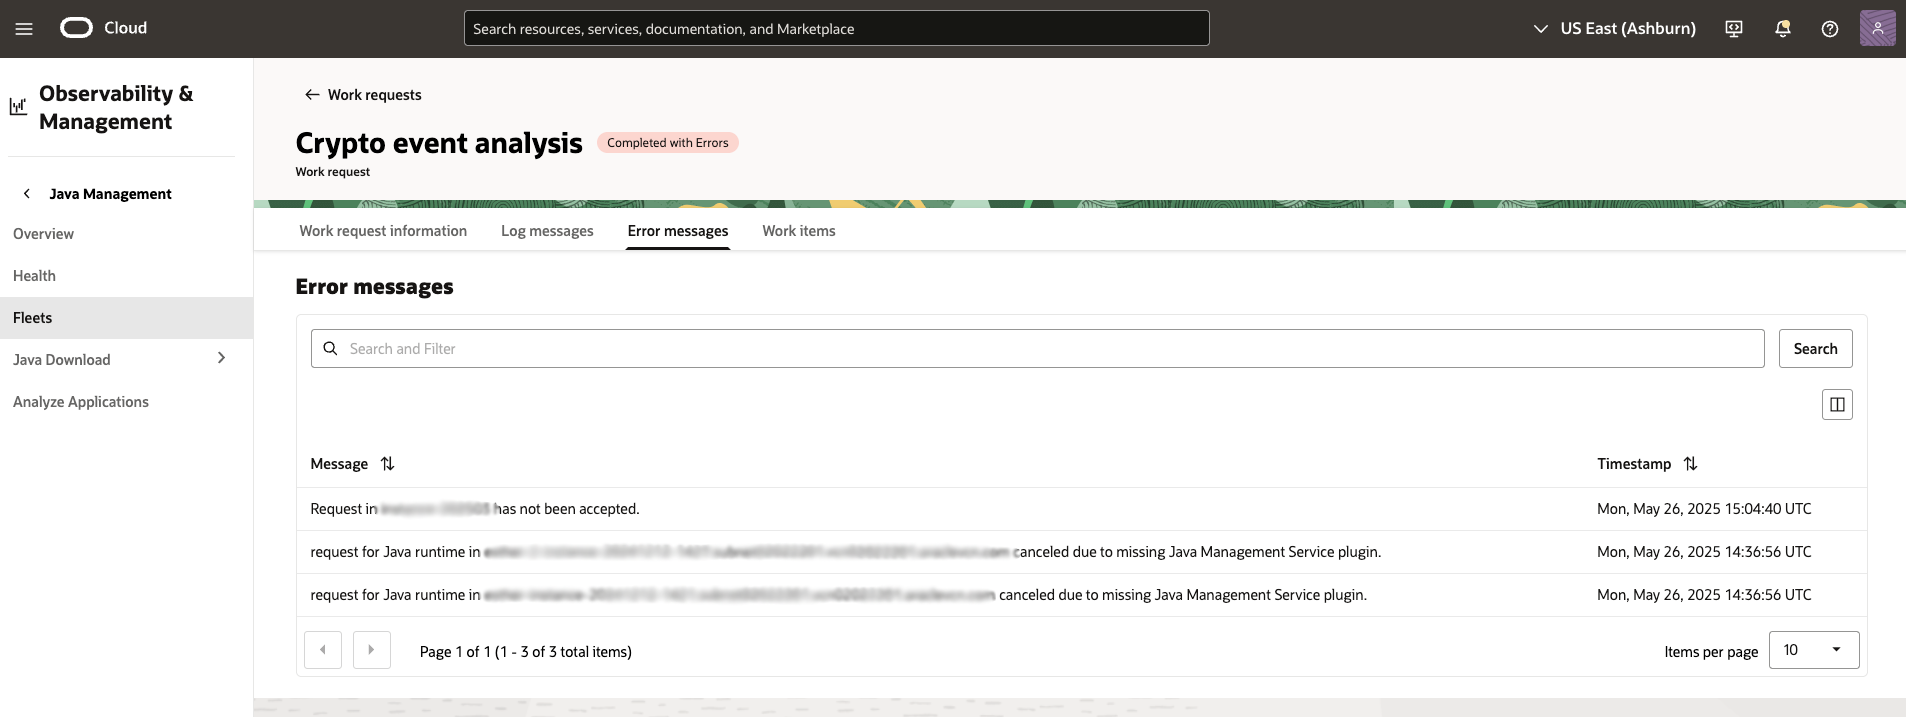 Cloud
Search resources, services, documentation, and Marketplace
US East (Ashburn)
Observability &
Management
Java Management
Overview
Health
Fleets
Java Download
Analyze Applications
Work requests
Crypto event analysis
Completed with Errors
Work request
Work request information
Log messages
Error messages
Work items
Error messages
Search and Filter
Search
Message
Timestamp
Request in has not been accepted.
Mon, May 26, 2025 15:04:40 UTC
request for Java runtime in canceled due to missing Java Management Service plugin.
Mon, May 26, 2025 14:36:56 UTC
request for Java runtime in canceled due to missing Java Management Service plugin.
Mon, May 26, 2025 14:36:56 UTC
Page 1 of 1 (1 - 3 of 3 total items)
Items per page
10